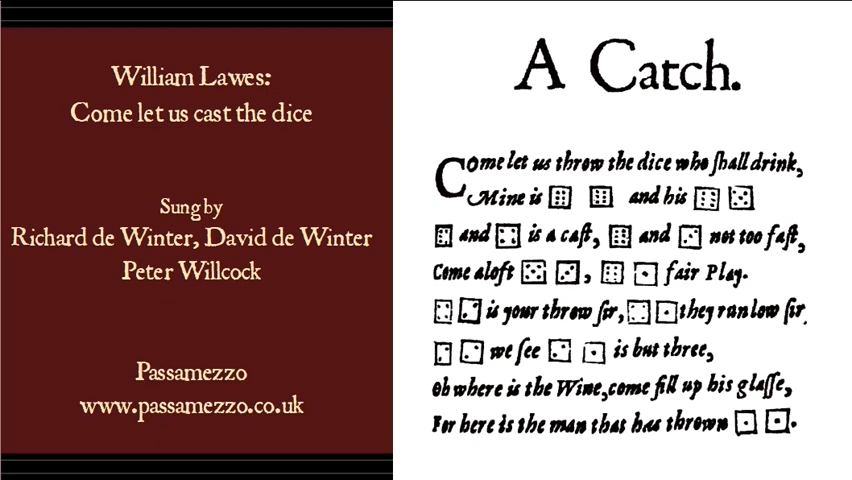 William Lawes:
Come let us cast the dice
Sung by
Richard de Winter, David de Winter
Peter Willcock
Passamezzo
www.passamezzo.co.uk
A Catch.
Come let us throw the dice who ſhall drink,
Mine is ⚅ ⚅ and his ⚅ ⚄
⚅ and ⚃ is a caſt, ⚅ and ⚂ not too faſt,
Come aloft ⚄ ⚂, ⚅ ⚀ fair Play.
⚃ ⚁ is your throw ſir, ⚃ ⚀ they run low ſir,
⚁ ⚁ we ſee ⚁ ⚀ is but three,
Oh where is the Wine, come fill up his glaſſe,
For here is the man that has thrown ⚀ ⚀.